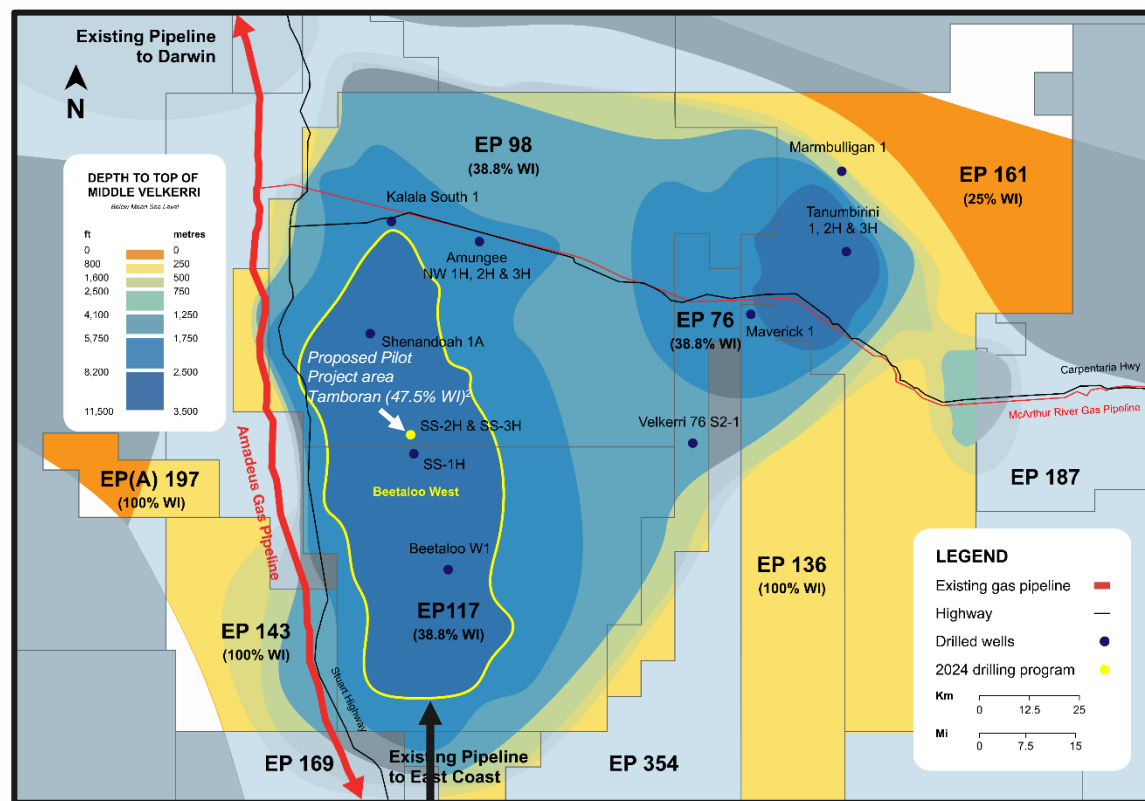 Existing Pipeline
to Darwin
N
DEPTH TO TOP OF
MIDDLE VELKERRI
Below Mean Sea Level
ft metres
0 0
800 250
1,600 500
2,500 750
4,100 1,250
5,750 1,750
8,200 2,500
11,500 3,500
EP 98
(38.8% WI)
Kalala South 1
Amungee
NW 1H, 2H & 3H
Marmbulligan 1
EP 161
(25% WI)
Tanumbirini
1, 2H & 3H
EP 76
(38.8% WI)
Maverick 1
Shenandoah 1A
Proposed Pilot
Project area
Tamboran (47.5% WI)²
SS-2H & SS-3H
SS-1H
Beetaloo West
Velkerri 76 S2-1
Carpentaria Hwy
McArthur River Gas Pipeline
EP(A) 197
(100% WI)
Amadeus Gas Pipeline
EP 187
Beetaloo W1
EP117
(38.8% WI)
EP 136
(100% WI)
EP 143
(100% WI)
Stuart Highway
EP 169
Existing Pipeline
to East Coast
EP 354
LEGEND
Existing gas pipeline
Highway
Drilled wells
2024 drilling program
Km
0 12.5 25
Mi
0 7.5 15